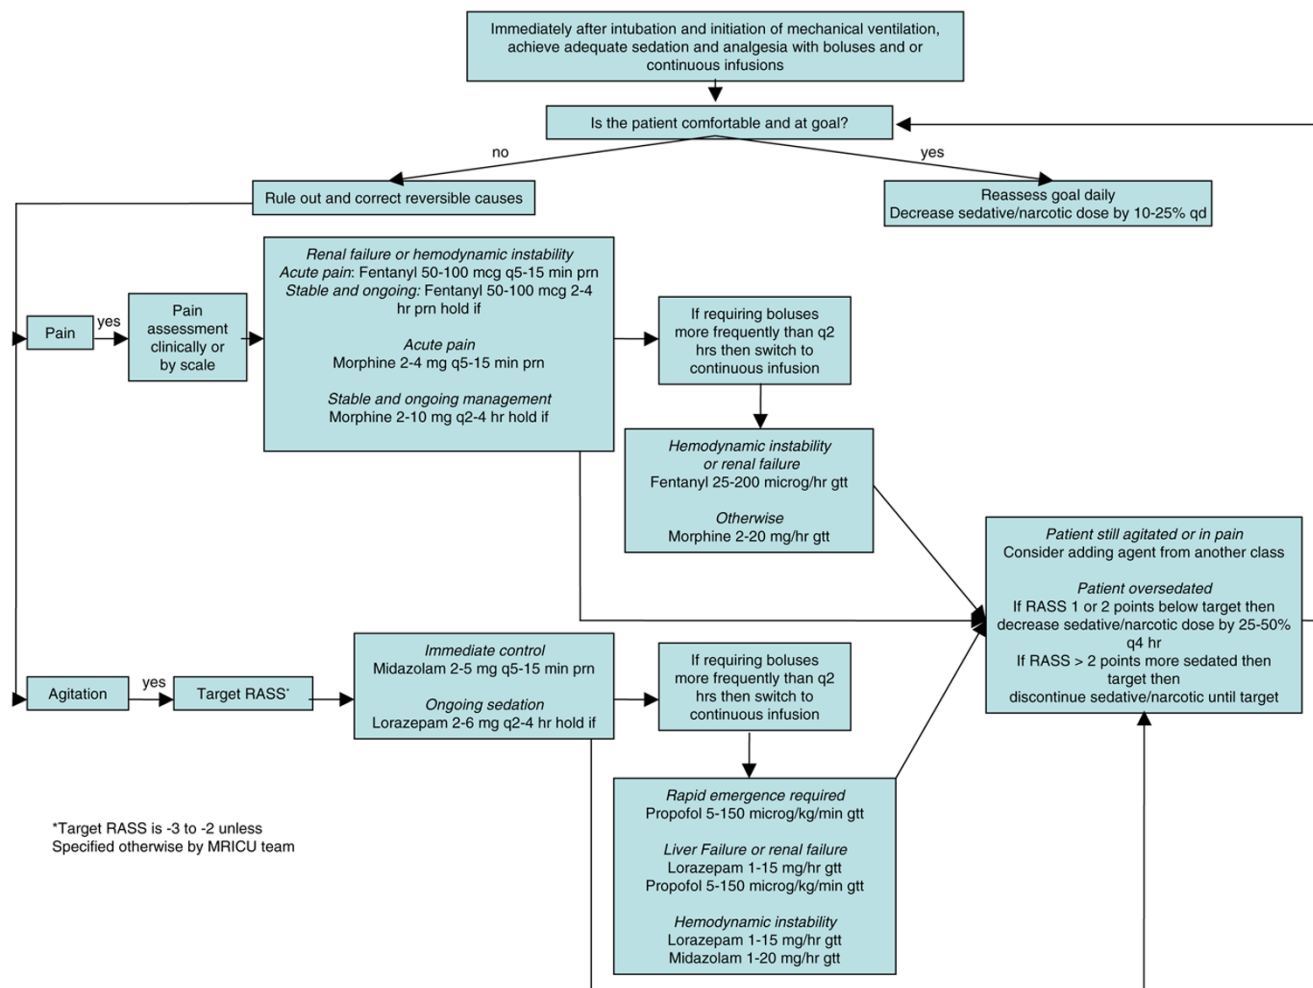 Immediately after intubation and initiation of mechanical ventilation,
achieve adequate sedation and analgesia with boluses and or
continuous infusions
Is the patient comfortable and at goal?
no
yes
Rule out and correct reversible causes
Reassess goal daily
Decrease sedative/narcotic dose by 10-25% qd
Pain
yes
Pain
assessment
clinically or
by scale
Renal failure or hemodynamic instability
Acute pain: Fentanyl 50-100 mcg q5-15 min prn
Stable and ongoing: Fentanyl 50-100 mcg 2-4
hr prn hold if
Acute pain
Morphine 2-4 mg q5-15 min prn
Stable and ongoing management
Morphine 2-10 mg q2-4 hr hold if
If requiring boluses
more frequently than q2
hrs then switch to
continuous infusion
Hemodynamic instability
or renal failure
Fentanyl 25-200 microg/hr gtt
Otherwise
Morphine 2-20 mg/hr gtt
Patient still agitated or in pain
Consider adding agent from another class
Patient oversedated
If RASS 1 or 2 points below target then
decrease sedative/narcotic dose by 25-50%
q4 hr
If RASS > 2 points more sedated then
target then
discontinue sedative/narcotic until target
Agitation
yes
Target RASS*
Immediate control
Midazolam 2-5 mg q5-15 min prn
Ongoing sedation
Lorazepam 2-6 mg q2-4 hr hold if
If requiring boluses
more frequently than q2
hrs then switch to
continuous infusion
Rapid emergence required
Propofol 5-150 microg/kg/min gtt
Liver Failure or renal failure
Lorazepam 1-15 mg/hr gtt
Propofol 5-150 microg/kg/min gtt
Hemodynamic instability
Lorazepam 1-15 mg/hr gtt
Midazolam 1-20 mg/hr gtt
*Target RASS is -3 to -2 unless
Specified otherwise by MRICU team